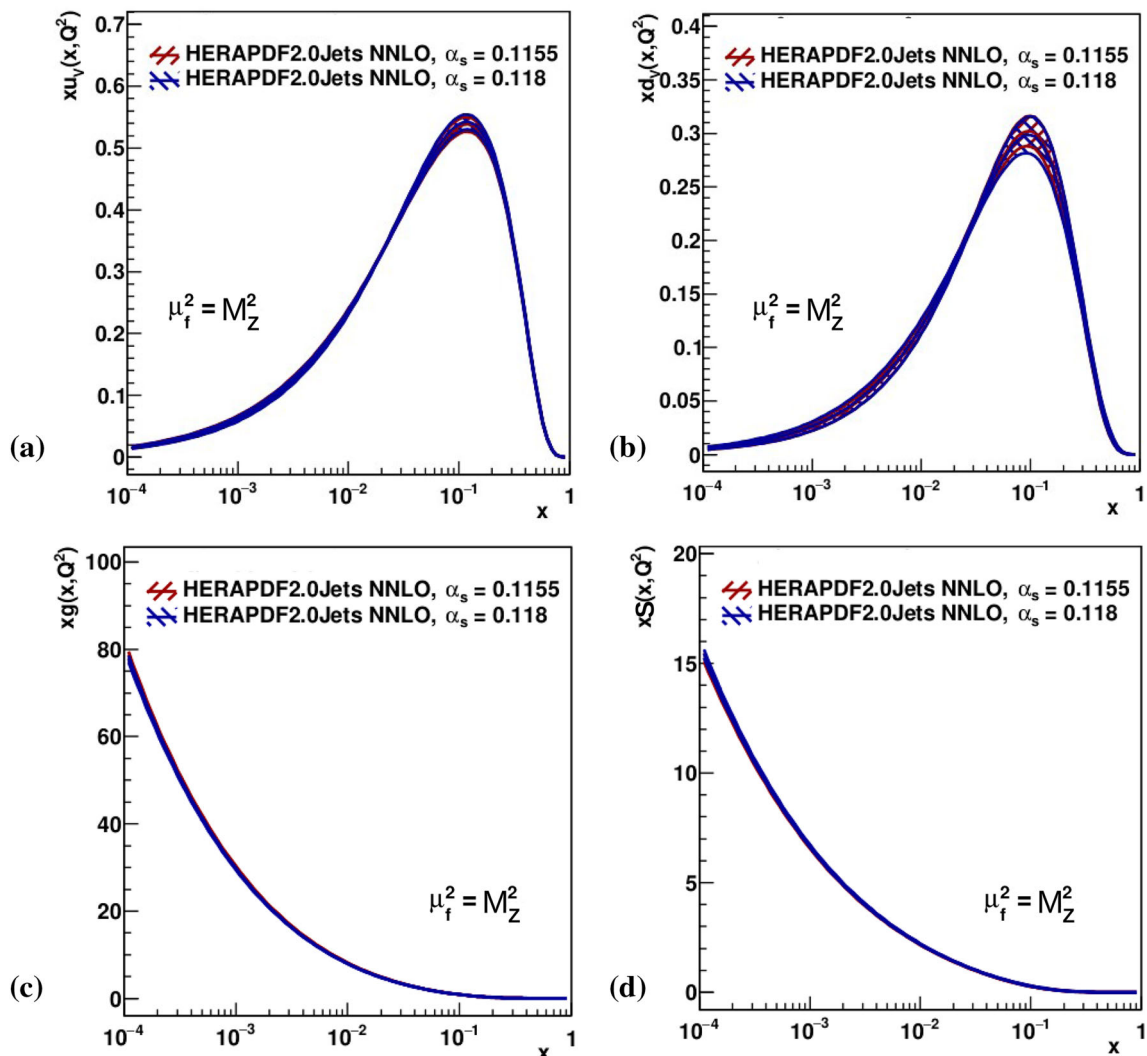 xu_v(x,Q²)
0.7
0.6
0.5
0.4
0.3
0.2
0.1
0
HERAPDF2.0Jets NNLO, α_s = 0.1155
HERAPDF2.0Jets NNLO, α_s = 0.118
μ_f² = M_Z²
(a)
10⁻⁴ 10⁻³ 10⁻² 10⁻¹ 1
x
xd_v(x,Q²)
0.4
0.35
0.3
0.25
0.2
0.15
0.1
0.05
0
HERAPDF2.0Jets NNLO, α_s = 0.1155
HERAPDF2.0Jets NNLO, α_s = 0.118
μ_f² = M_Z²
(b)
10⁻⁴ 10⁻³ 10⁻² 10⁻¹ 1
x
xg(x,Q²)
100
80
60
40
20
0
HERAPDF2.0Jets NNLO, α_s = 0.1155
HERAPDF2.0Jets NNLO, α_s = 0.118
μ_f² = M_Z²
(c)
10⁻⁴ 10⁻³ 10⁻² 10⁻¹ 1
x
xS(x,Q²)
20
15
10
5
0
HERAPDF2.0Jets NNLO, α_s = 0.1155
HERAPDF2.0Jets NNLO, α_s = 0.118
μ_f² = M_Z²
(d)
10⁻⁴ 10⁻³ 10⁻² 10⁻¹ 1
x